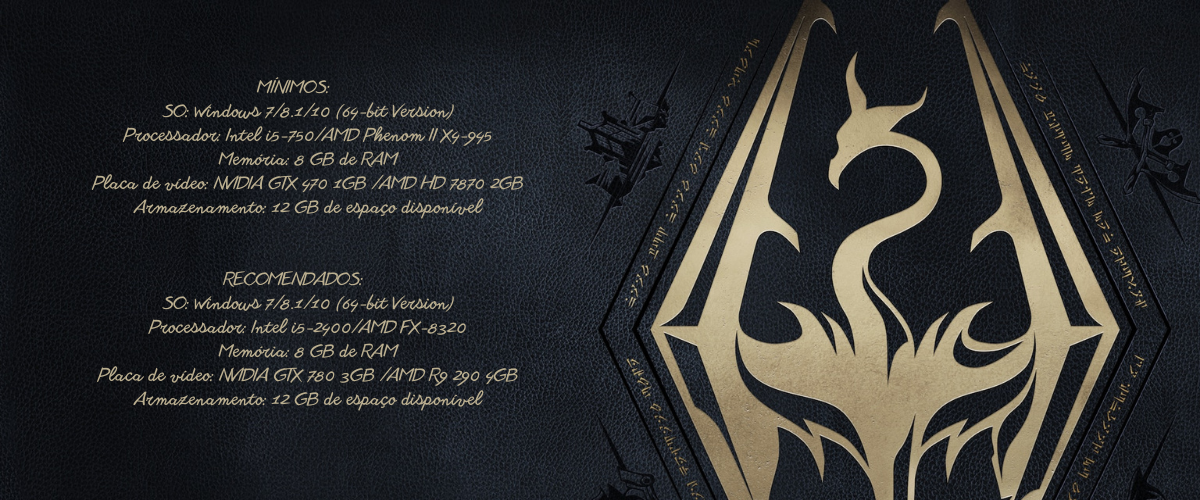 MÍNIMOS:
SO: Windows 7/8.1/10 (64-bit Version)
Processador: Intel i5-750/AMD Phenom II X4-945
Memória: 8 GB de RAM
Placa de vídeo: NVIDIA GTX 470 1GB /AMD HD 7870 2GB
Armazenamento: 12 GB de espaço disponível
RECOMENDADOS:
SO: Windows 7/8.1/10 (64-bit Version)
Processador: Intel i5-2400/AMD FX-8320
Memória: 8 GB de RAM
Placa de vídeo: NVIDIA GTX 780 3GB /AMD R9 290 4GB
Armazenamento: 12 GB de espaço disponível